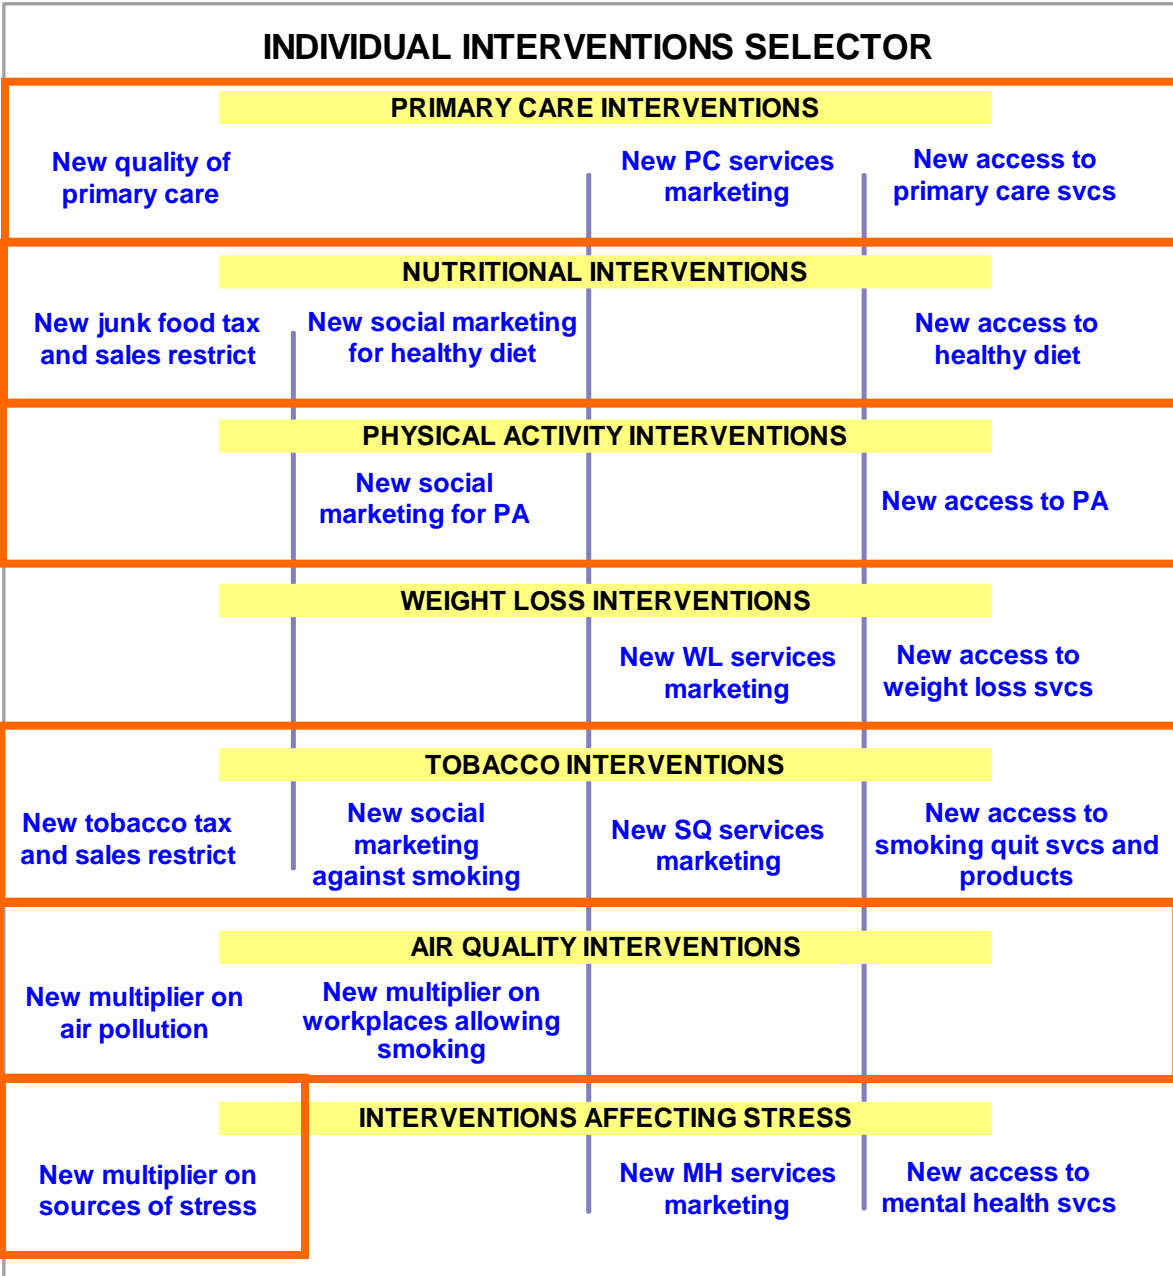 INDIVIDUAL INTERVENTIONS SELECTOR
PRIMARY CARE INTERVENTIONS
New quality of
primary care
New PC services
marketing
New access to
primary care svcs
NUTRITIONAL INTERVENTIONS
New junk food tax
and sales restrict
New social marketing
for healthy diet
New access to
healthy diet
PHYSICAL ACTIVITY INTERVENTIONS
New social
marketing for PA
New access to PA
WEIGHT LOSS INTERVENTIONS
New WL services
marketing
New access to
weight loss svcs
TOBACCO INTERVENTIONS
New tobacco tax
and sales restrict
New social
marketing
against smoking
New SQ services
marketing
New access to
smoking quit svcs and
products
AIR QUALITY INTERVENTIONS
New multiplier on
air pollution
New multiplier on
workplaces allowing
smoking
INTERVENTIONS AFFECTING STRESS
New multiplier on
sources of stress
New MH services
marketing
New access to
mental health svcs